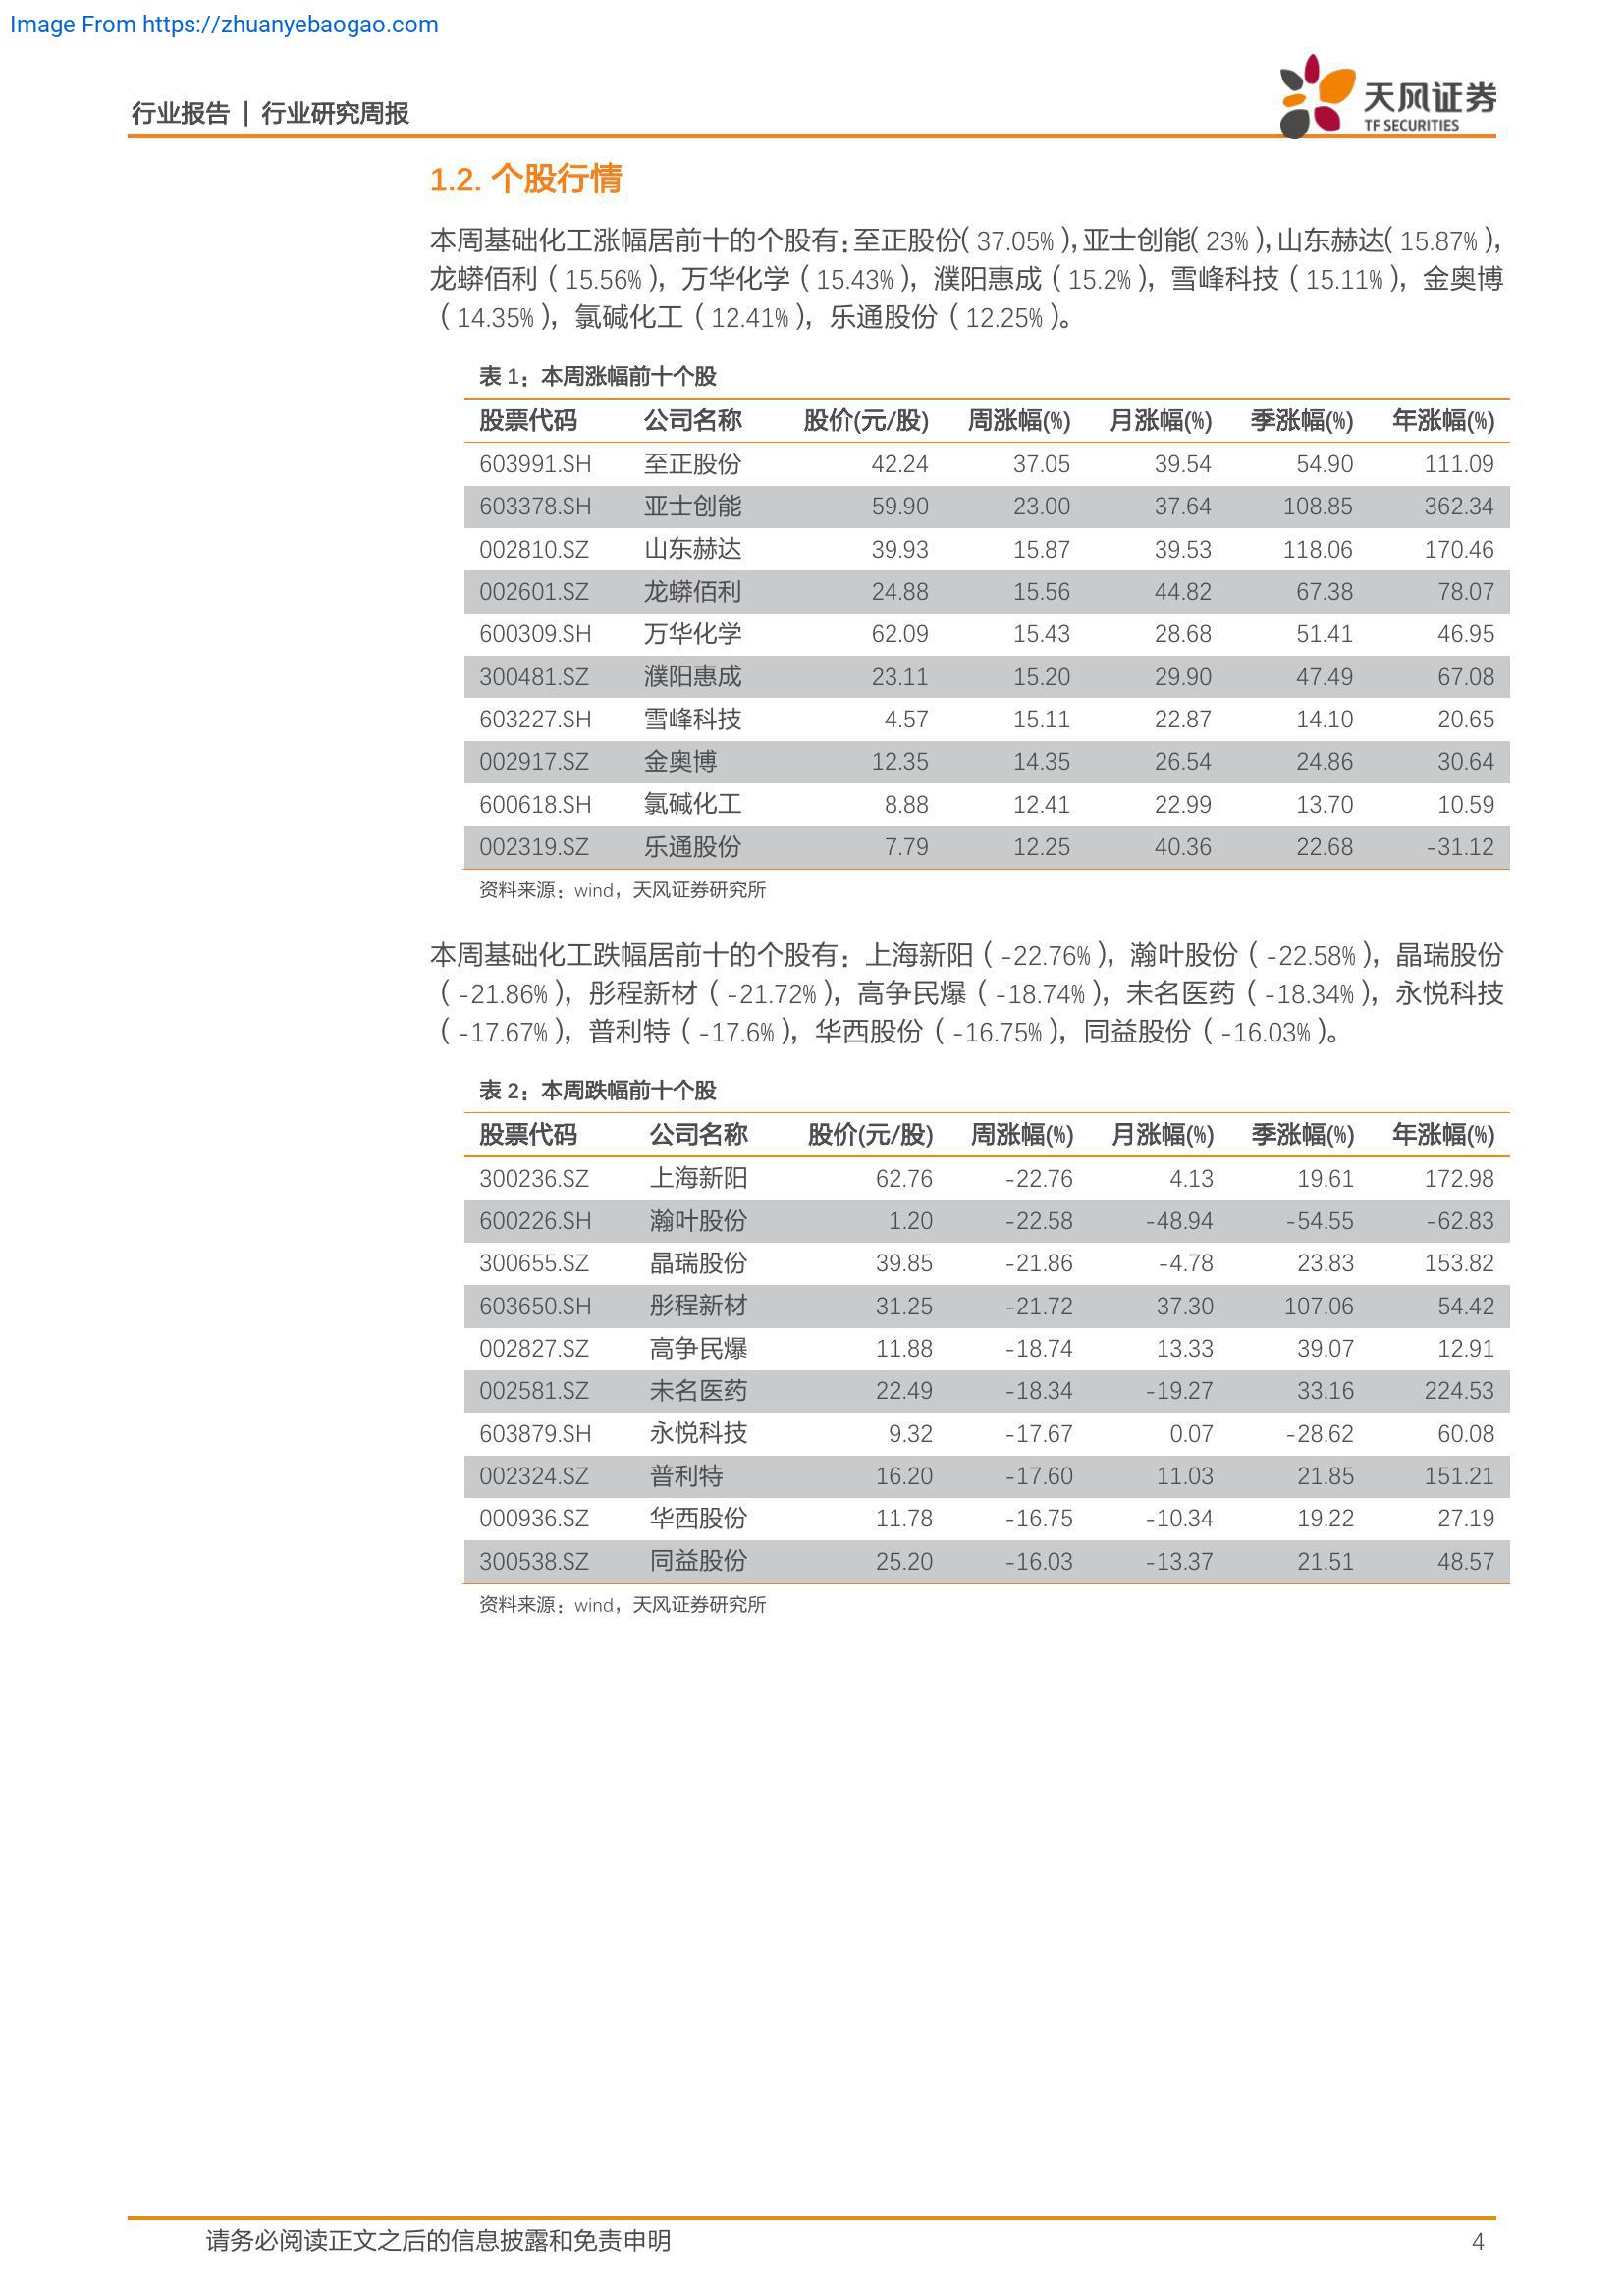 Image From https://zhuanyebaogao.com
行业报告 | 行业研究周报
天风证券
TF SECURITIES
1.2. 个股行情
本周基础化工涨幅居前十的个股有：至正股份（37.05%），亚士创能（23%），山东赫达（15.87%），
龙蟒佰利（15.56%），万华化学（15.43%），濮阳惠成（15.2%），雪峰科技（15.11%），金奥博
（14.35%），氯碱化工（12.41%），乐通股份（12.25%）。
表 1：本周涨幅前十个股
股票代码 公司名称 股价(元/股) 周涨幅(%) 月涨幅(%) 季涨幅(%) 年涨幅(%)
603991.SH 至正股份 42.24 37.05 39.54 54.90 111.09
603378.SH 亚士创能 59.90 23.00 37.64 108.85 362.34
002810.SZ 山东赫达 39.93 15.87 39.53 118.06 170.46
002601.SZ 龙蟒佰利 24.88 15.56 44.82 67.38 78.07
600309.SH 万华化学 62.09 15.43 28.68 51.41 46.95
300481.SZ 濮阳惠成 23.11 15.20 29.90 47.49 67.08
603227.SH 雪峰科技 4.57 15.11 22.87 14.10 20.65
002917.SZ 金奥博 12.35 14.35 26.54 24.86 30.64
600618.SH 氯碱化工 8.88 12.41 22.99 13.70 10.59
002319.SZ 乐通股份 7.79 12.25 40.36 22.68 -31.12
资料来源：wind，天风证券研究所
本周基础化工跌幅居前十的个股有：上海新阳（-22.76%），瀚叶股份（-22.58%），晶瑞股份
（-21.86%），彤程新材（-21.72%），高争民爆（-18.74%），未名医药（-18.34%），永悦科技
（-17.67%），普利特（-17.6%），华西股份（-16.75%），同益股份（-16.03%）。
表 2：本周跌幅前十个股
股票代码 公司名称 股价(元/股) 周涨幅(%) 月涨幅(%) 季涨幅(%) 年涨幅(%)
300236.SZ 上海新阳 62.76 -22.76 4.13 19.61 172.98
600226.SH 瀚叶股份 1.20 -22.58 -48.94 -54.55 -62.83
300655.SZ 晶瑞股份 39.85 -21.86 -4.78 23.83 153.82
603650.SH 彤程新材 31.25 -21.72 37.30 107.06 54.42
002827.SZ 高争民爆 11.88 -18.74 13.33 39.07 12.91
002581.SZ 未名医药 22.49 -18.34 -19.27 33.16 224.53
603879.SH 永悦科技 9.32 -17.67 0.07 -28.62 60.08
002324.SZ 普利特 16.20 -17.60 11.03 21.85 151.21
000936.SZ 华西股份 11.78 -16.75 -10.34 19.22 27.19
300538.SZ 同益股份 25.20 -16.03 -13.37 21.51 48.57
资料来源：wind，天风证券研究所
请务必阅读正文之后的信息披露和免责申明 4